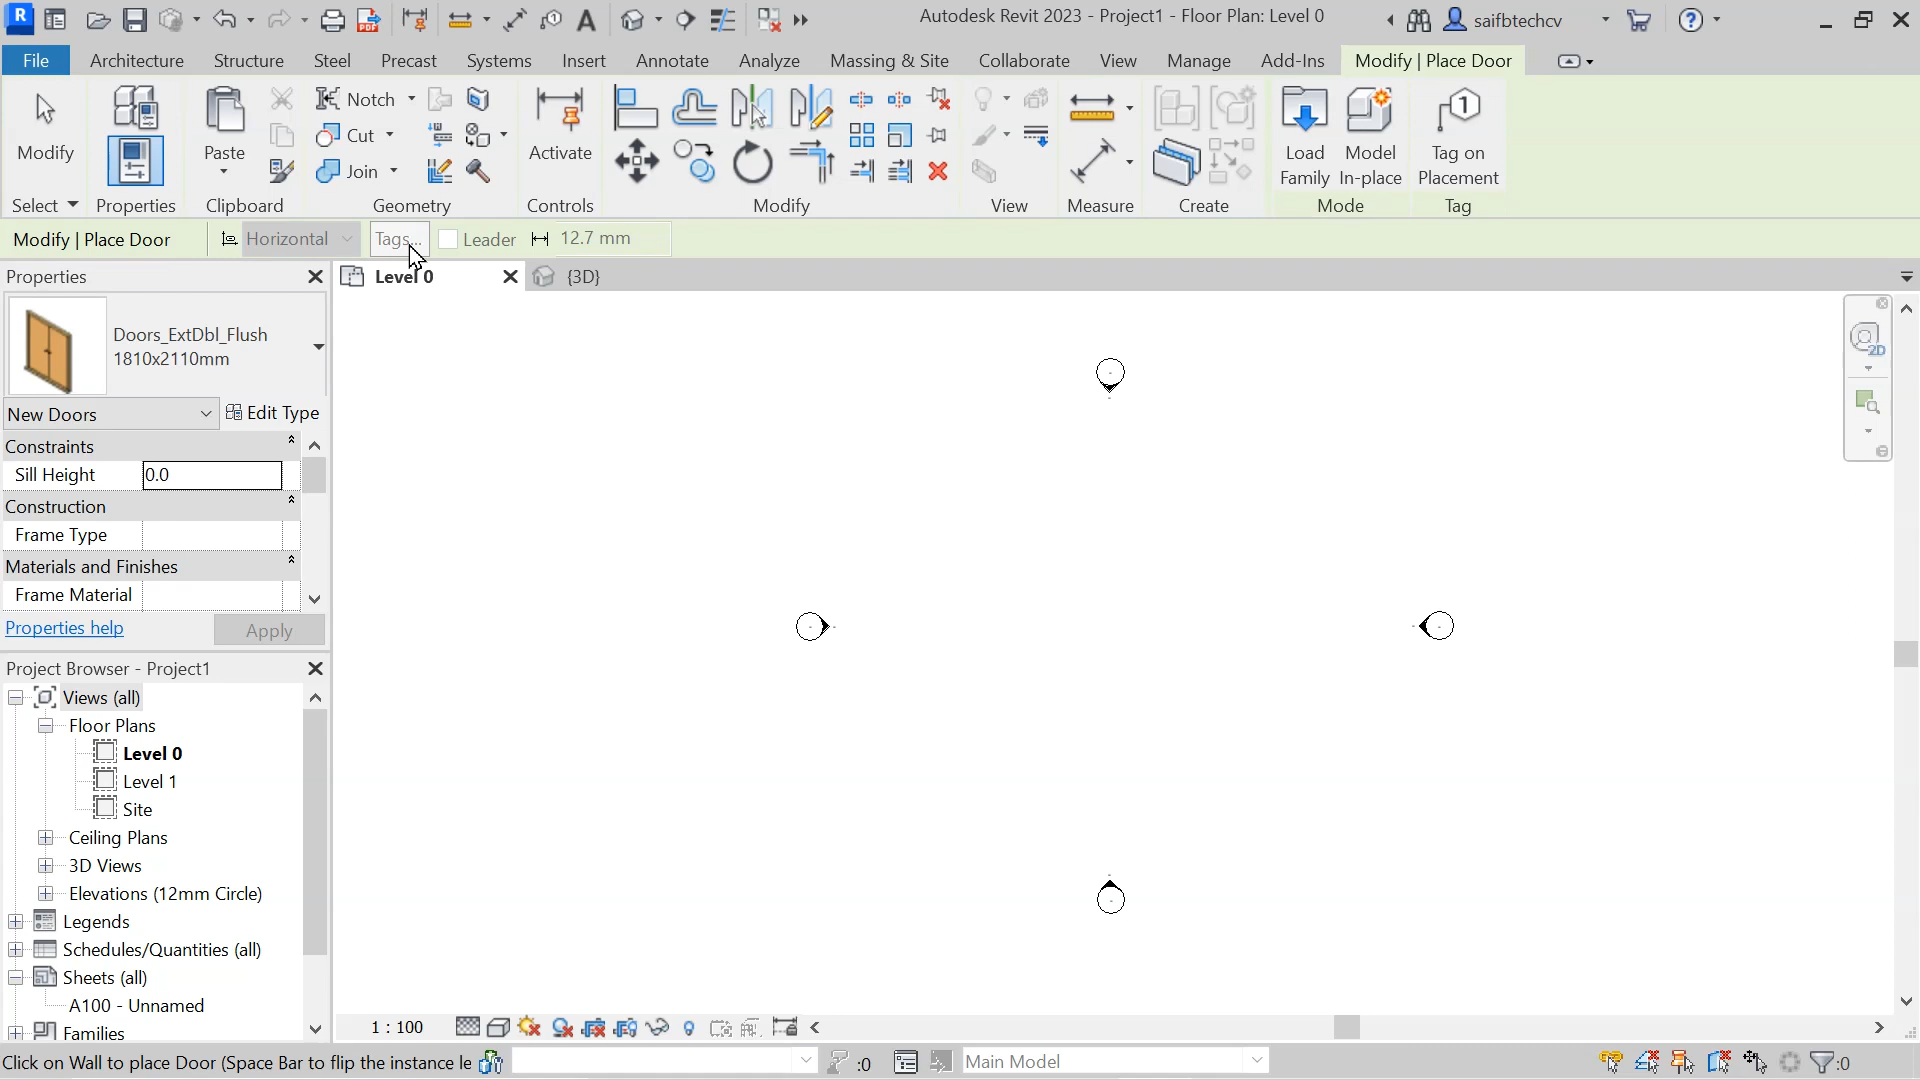 R
Autodesk Revit 2023 - Project1 - Floor Plan: Level 0
saifbtechcv
File Architecture Structure Steel Precast Systems Insert Annotate Analyze Massing & Site Collaborate View Manage Add-Ins Modify | Place Door
Modify
Paste
Notch
Cut
Join
Activate
Load Family
Model In-place
Tag on Placement
Select Properties Clipboard Geometry Controls Modify View Measure Create Mode Tag
Modify | Place Door Horizontal Tags... Leader 12.7 mm
Properties
Level 0
{3D}
Doors_ExtDbl_Flush
1810x2110mm
New Doors Edit Type
Constraints
Sill Height 0.0
Construction
Frame Type
Materials and Finishes
Frame Material
Properties help Apply
2D
Project Browser - Project1
Views (all)
Floor Plans
Level 0
Level 1
Site
Ceiling Plans
3D Views
Elevations (12mm Circle)
Legends
Schedules/Quantities (all)
Sheets (all)
A100 - Unnamed
Families
1 : 100
Click on Wall to place Door (Space Bar to flip the instance le
:0
Main Model
:0